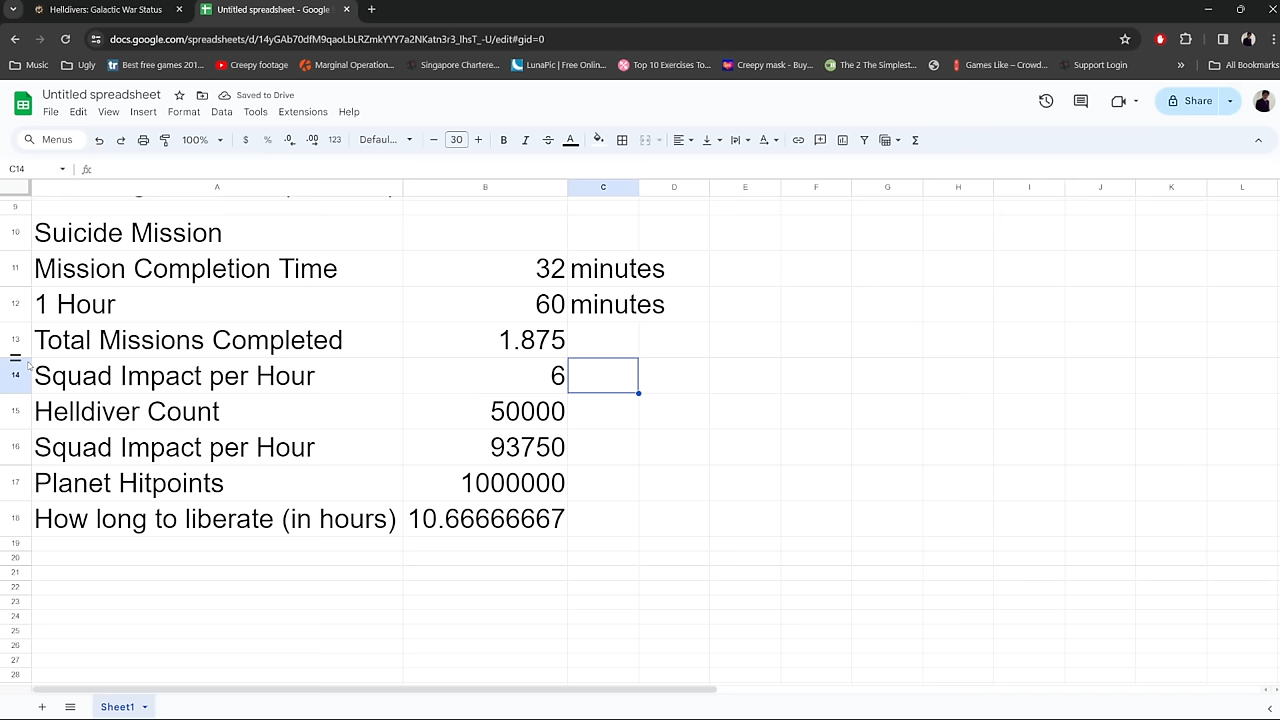 Helldivers: Galactic War Status
Untitled spreadsheet - Google
docs.google.com/spreadsheets/d/14yGAb70dfM9qaoLbLRZmkYYY7a2NKatn3r3_lhsT_-U/edit#gid=0
Music Ugly Best free games 201... Creepy footage Marginal Operation... Singapore Chartere... LunaPic | Free Onlin... Top 10 Exercises To... Creepy mask - Buy... The 2 The Simplest... Games Like – Crowd... Support Login » All Bookmarks
Untitled spreadsheet Saved to Drive
File Edit View Insert Format Data Tools Extensions Help
Share
Menus 100% $ % .0 .00 123 Defaul... − 30 + B I A Σ
C14 fx
A B C D E F G H I J K L
9
10 Suicide Mission
11 Mission Completion Time 32 minutes
12 1 Hour 60 minutes
13 Total Missions Completed 1.875
14 Squad Impact per Hour 6
15 Helldiver Count 50000
16 Squad Impact per Hour 93750
17 Planet Hitpoints 1000000
18 How long to liberate (in hours) 10.66666667
19
20
21
22
23
24
25
26
27
28
+ Sheet1